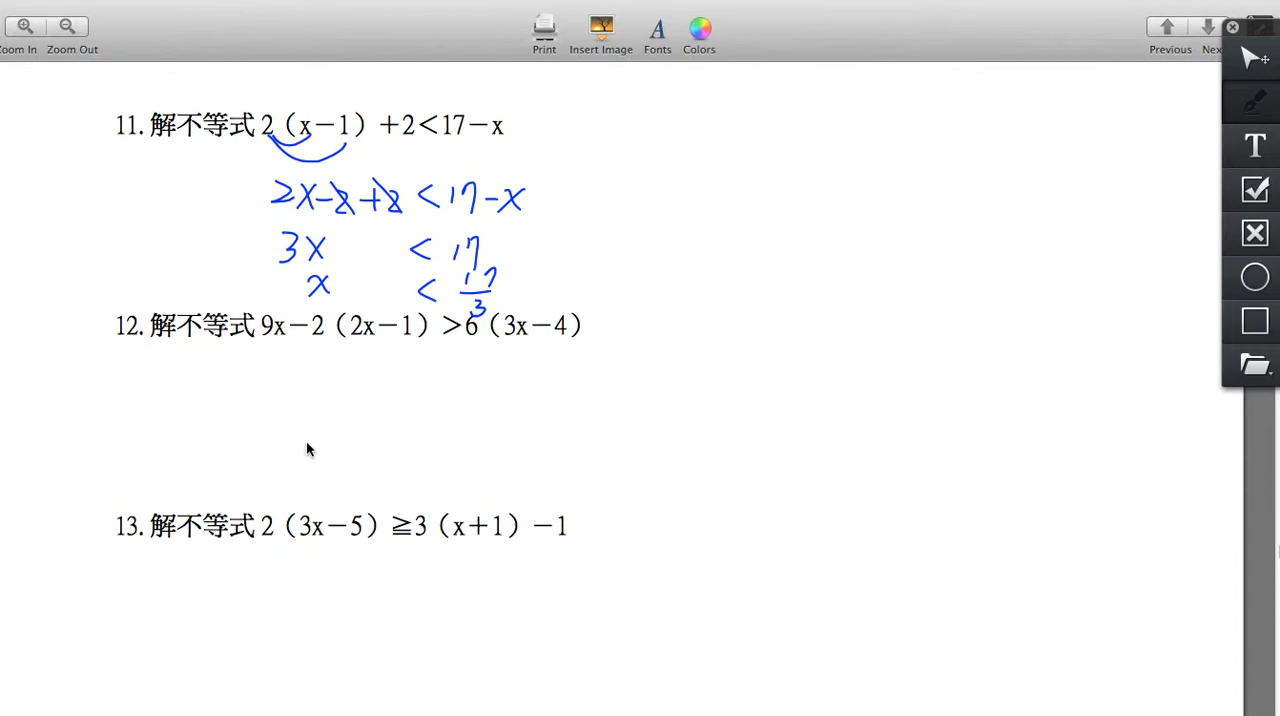 Zoom In Zoom Out Print Insert Image Fonts Colors Previous Nex
T
11. 解不等式 2（x－1）＋2＜17－x
2x-2+2 < 17-x
3x < 17
x < 17/3
12. 解不等式 9x－2（2x－1）＞6（3x－4）
13. 解不等式 2（3x－5）≧3（x＋1）－1